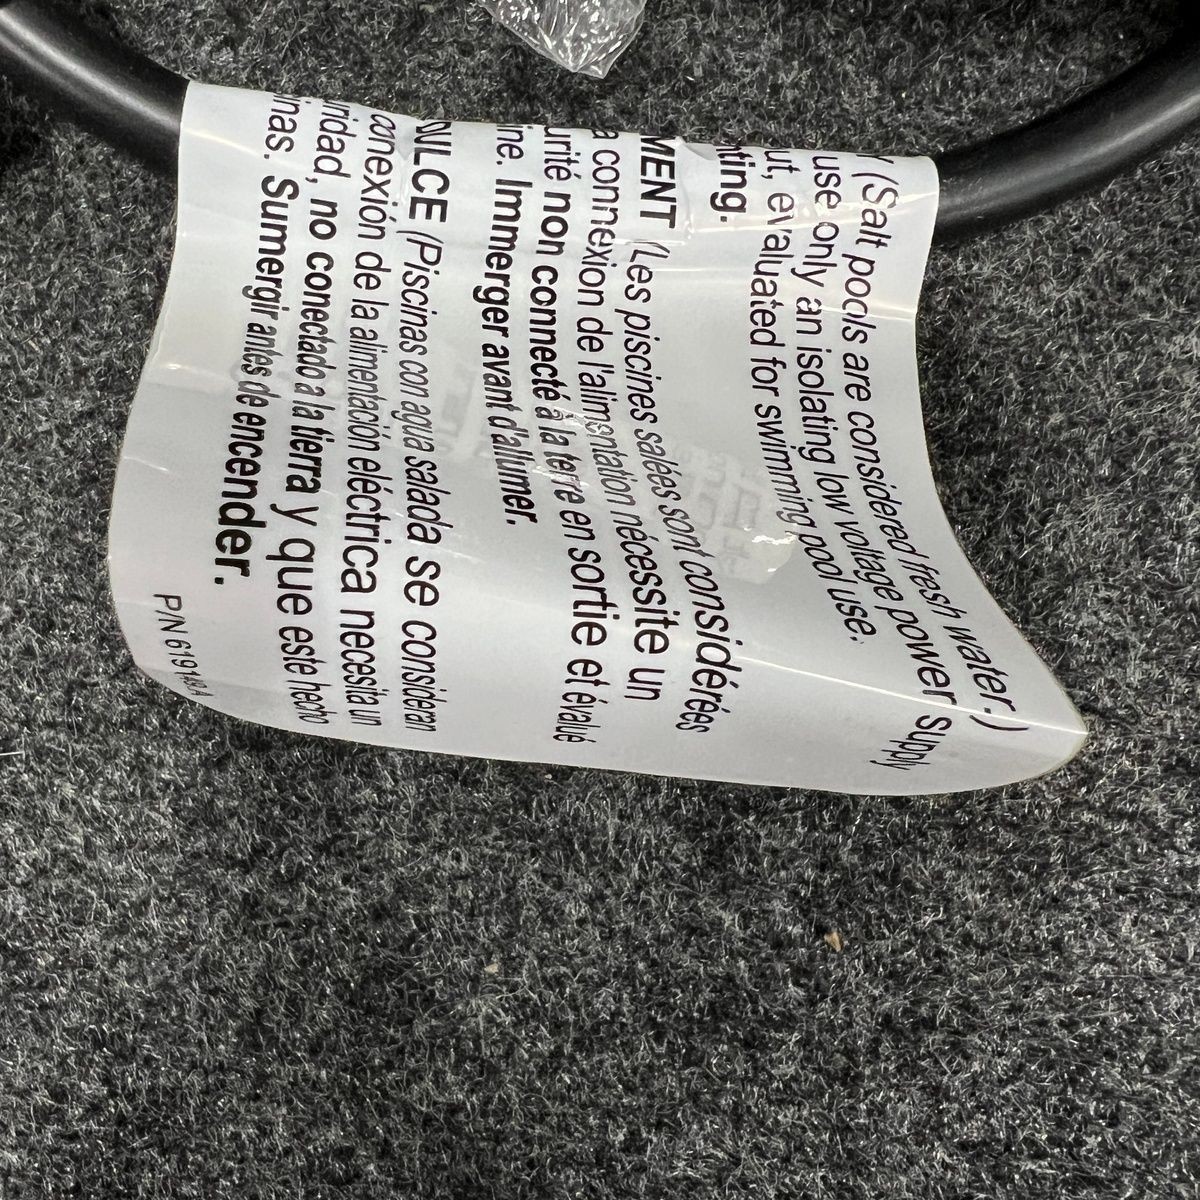 (Salt pools are considered fresh water.)
use only an isolating low voltage power supply
ut, evaluated for swimming pool use.
nting.
MENT (Les piscines salées sont considérées
a connexion de l'alimentation nécessite un
urité non connecté à la terre en sortie et évalué
ine. Immerger avant d'allumer.
ULCE (Piscinas con agua salada se consideran
conexión de la alimentación eléctrica necesita un
uridad, no conectado a la tierra y que este hecho
inas. Sumergir antes de encender.
P/N